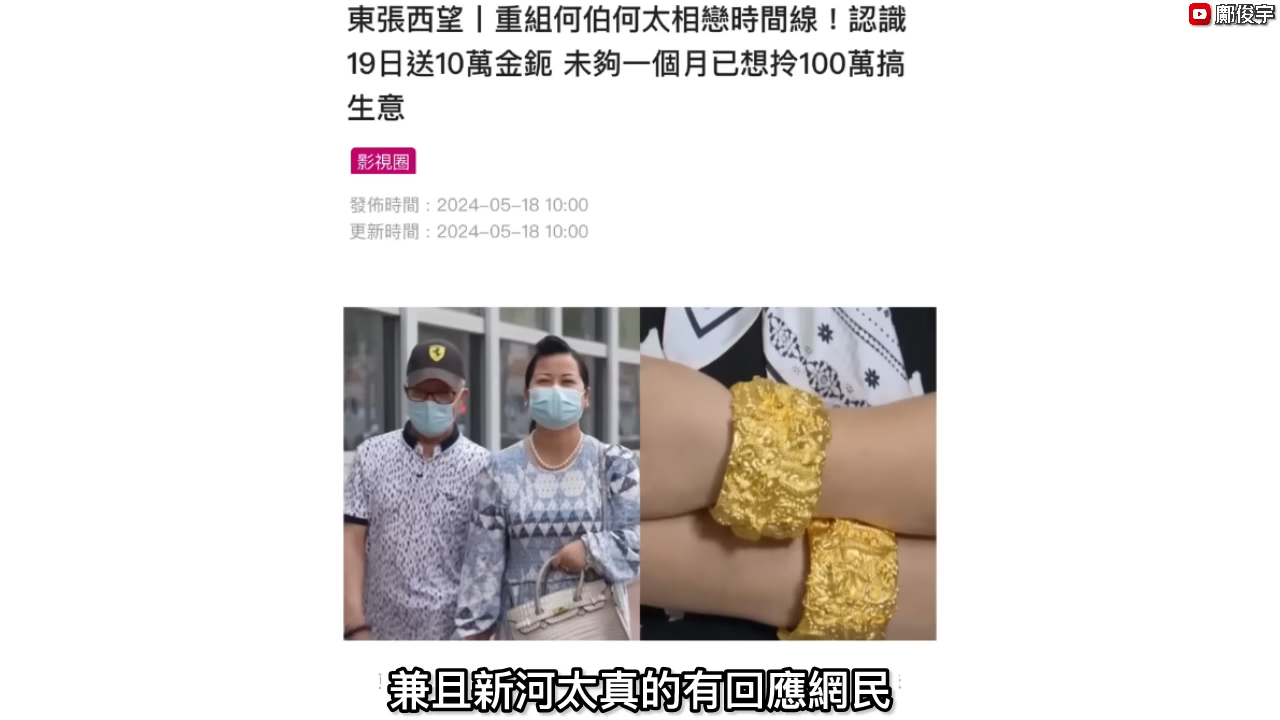 東張西望丨重組何伯何太相戀時間線！認識
19日送10萬金鈪 未夠一個月已想拎100萬搞
生意
影視圈
發佈時間：2024-05-18 10:00
更新時間：2024-05-18 10:00
鄺俊宇
兼且新河太真的有回應網民